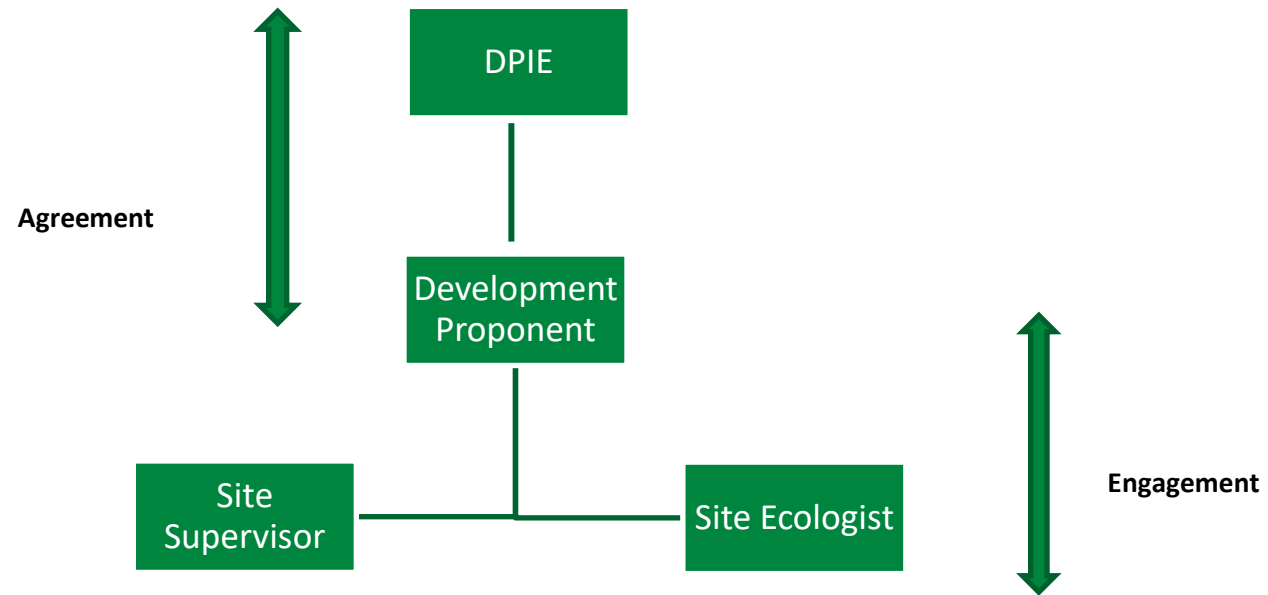 DPIE
Agreement
Development
Proponent
Site
Supervisor
Site Ecologist
Engagement